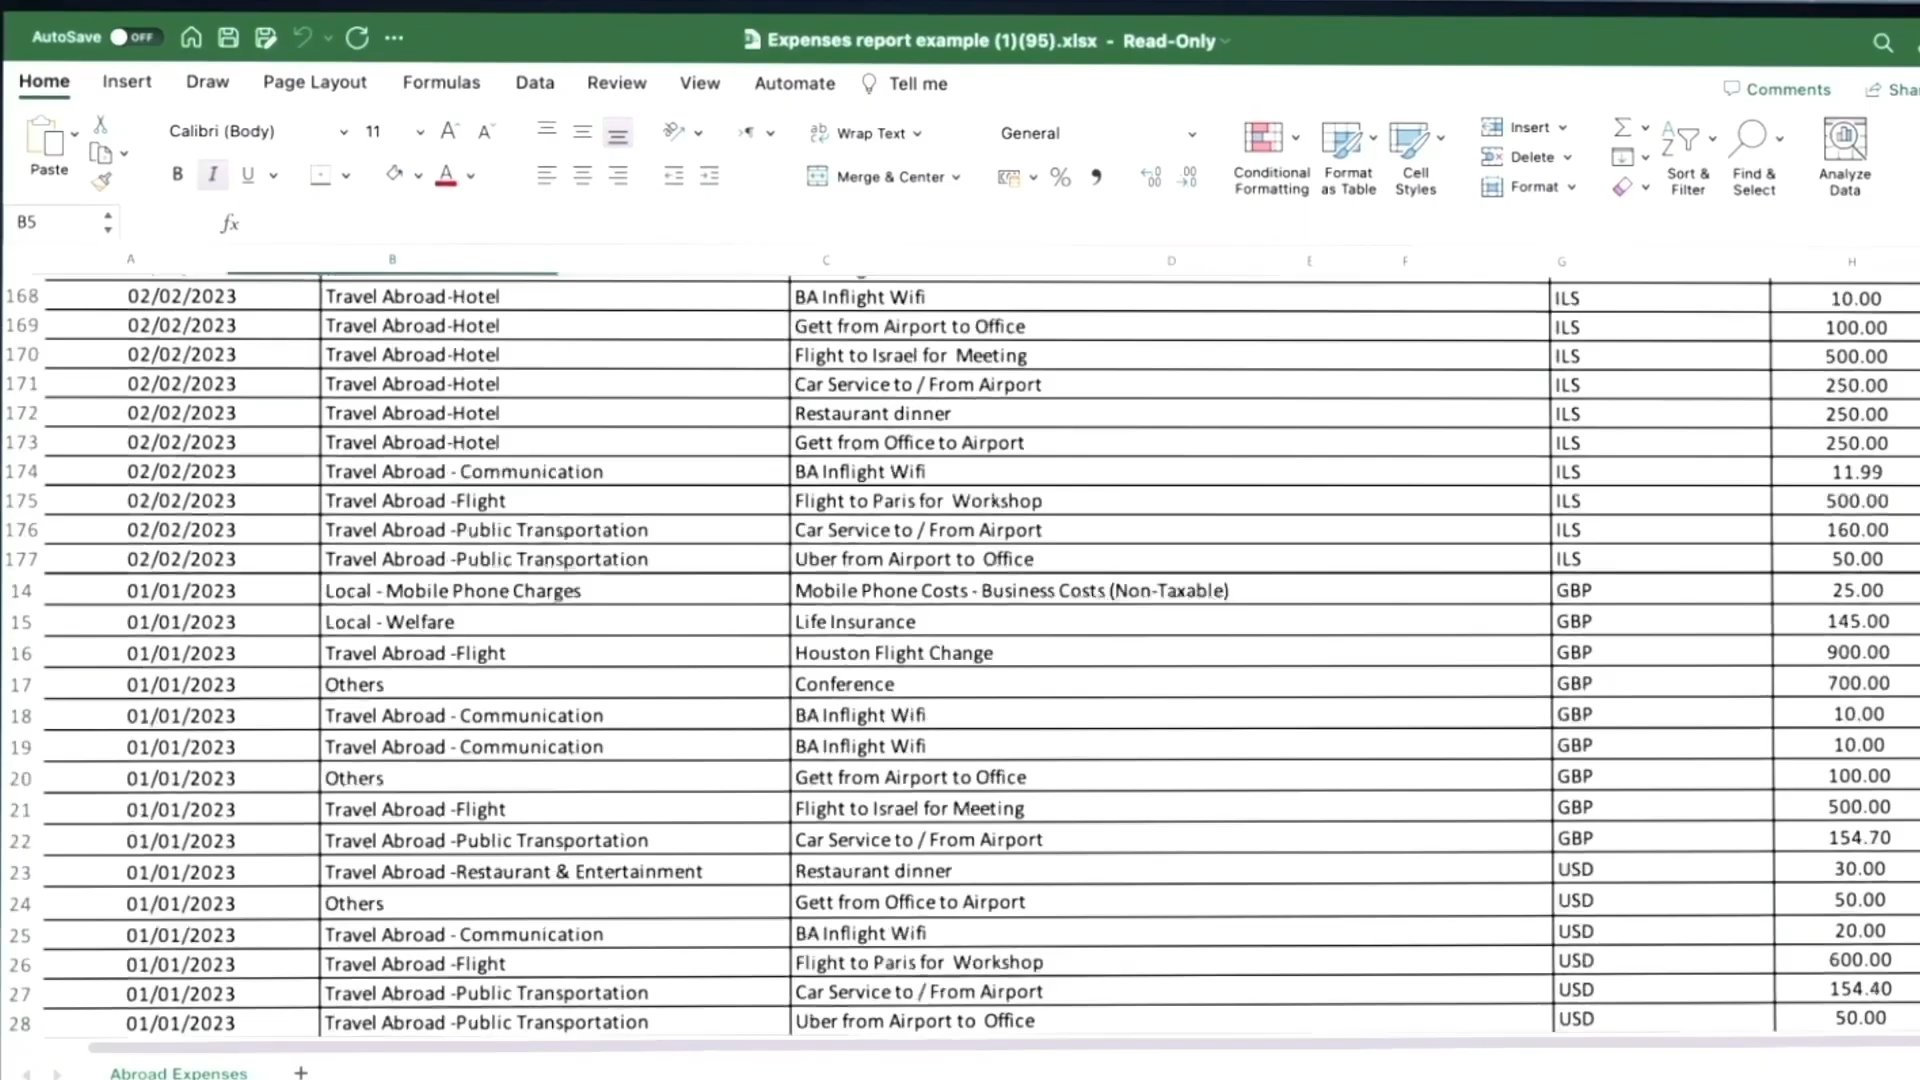 AutoSave OFF Expenses report example (1)(95).xlsx - Read-Only
Home Insert Draw Page Layout Formulas Data Review View Automate Tell me Comments Shar
Calibri (Body) 11 Wrap Text General Insert
Paste Delete
B I U Merge & Center Conditional Formatting Format as Table Cell Styles Format Sort & Filter Find & Select Analyze Data
B5 fx
A B C D E F G H
168 02/02/2023 Travel Abroad-Hotel BA Inflight Wifi ILS 10.00
169 02/02/2023 Travel Abroad-Hotel Gett from Airport to Office ILS 100.00
170 02/02/2023 Travel Abroad-Hotel Flight to Israel for Meeting ILS 500.00
171 02/02/2023 Travel Abroad-Hotel Car Service to / From Airport ILS 250.00
172 02/02/2023 Travel Abroad-Hotel Restaurant dinner ILS 250.00
173 02/02/2023 Travel Abroad-Hotel Gett from Office to Airport ILS 250.00
174 02/02/2023 Travel Abroad - Communication BA Inflight Wifi ILS 11.99
175 02/02/2023 Travel Abroad -Flight Flight to Paris for Workshop ILS 500.00
176 02/02/2023 Travel Abroad -Public Transportation Car Service to / From Airport ILS 160.00
177 02/02/2023 Travel Abroad -Public Transportation Uber from Airport to Office ILS 50.00
14 01/01/2023 Local - Mobile Phone Charges Mobile Phone Costs - Business Costs (Non-Taxable) GBP 25.00
15 01/01/2023 Local - Welfare Life Insurance GBP 145.00
16 01/01/2023 Travel Abroad -Flight Houston Flight Change GBP 900.00
17 01/01/2023 Others Conference GBP 700.00
18 01/01/2023 Travel Abroad - Communication BA Inflight Wifi GBP 10.00
19 01/01/2023 Travel Abroad - Communication BA Inflight Wifi GBP 10.00
20 01/01/2023 Others Gett from Airport to Office GBP 100.00
21 01/01/2023 Travel Abroad -Flight Flight to Israel for Meeting GBP 500.00
22 01/01/2023 Travel Abroad -Public Transportation Car Service to / From Airport GBP 154.70
23 01/01/2023 Travel Abroad -Restaurant & Entertainment Restaurant dinner USD 30.00
24 01/01/2023 Others Gett from Office to Airport USD 50.00
25 01/01/2023 Travel Abroad - Communication BA Inflight Wifi USD 20.00
26 01/01/2023 Travel Abroad -Flight Flight to Paris for Workshop USD 600.00
27 01/01/2023 Travel Abroad -Public Transportation Car Service to / From Airport USD 154.40
28 01/01/2023 Travel Abroad -Public Transportation Uber from Airport to Office USD 50.00
Abroad Expenses +